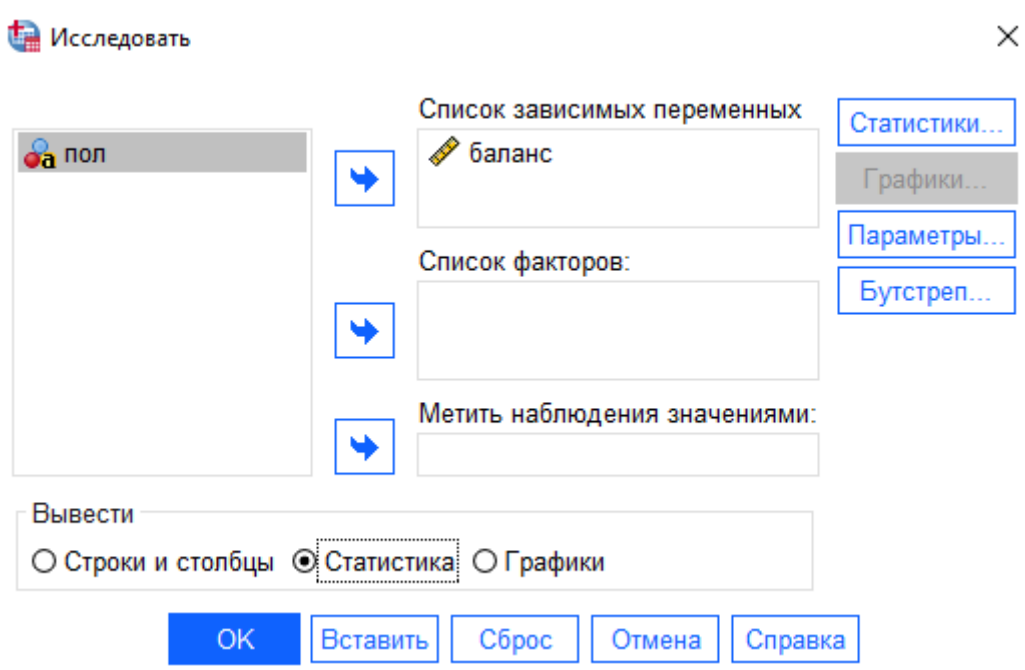 Исследовать
Список зависимых переменных
пол
баланс
Статистики...
Графики...
Параметры...
Бутстреп...
Список факторов:
Метить наблюдения значениями:
Вывести
Строки и столбцы Статистика Графики
OK Вставить Сброс Отмена Справка